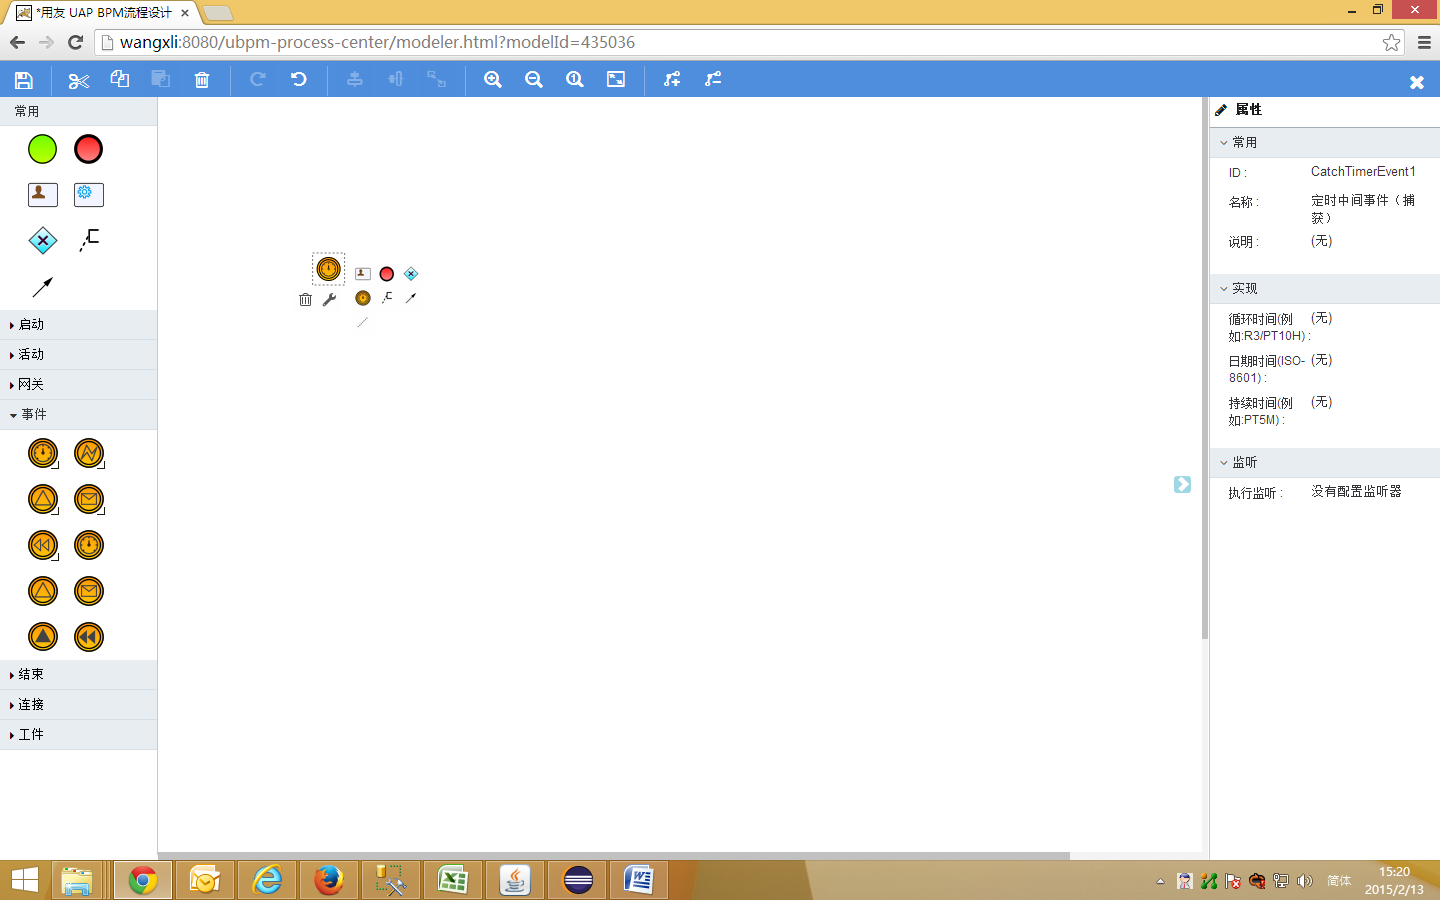 *用友 UAP BPM流程设计
wangxli:8080/ubpm-process-center/modeler.html?modelId=435036
常用
启动
活动
网关
事件
结束
连接
工件
属性
常用
ID : CatchTimerEvent1
名称 : 定时中间事件（捕
获）
说明 : (无)
实现
循环时间(例 (无)
如:R3/PT10H) :
日期时间(ISO- (无)
8601) :
持续时间(例 (无)
如:PT5M) :
监听
执行监听 : 没有配置监听器
简体
15:20
2015/2/13